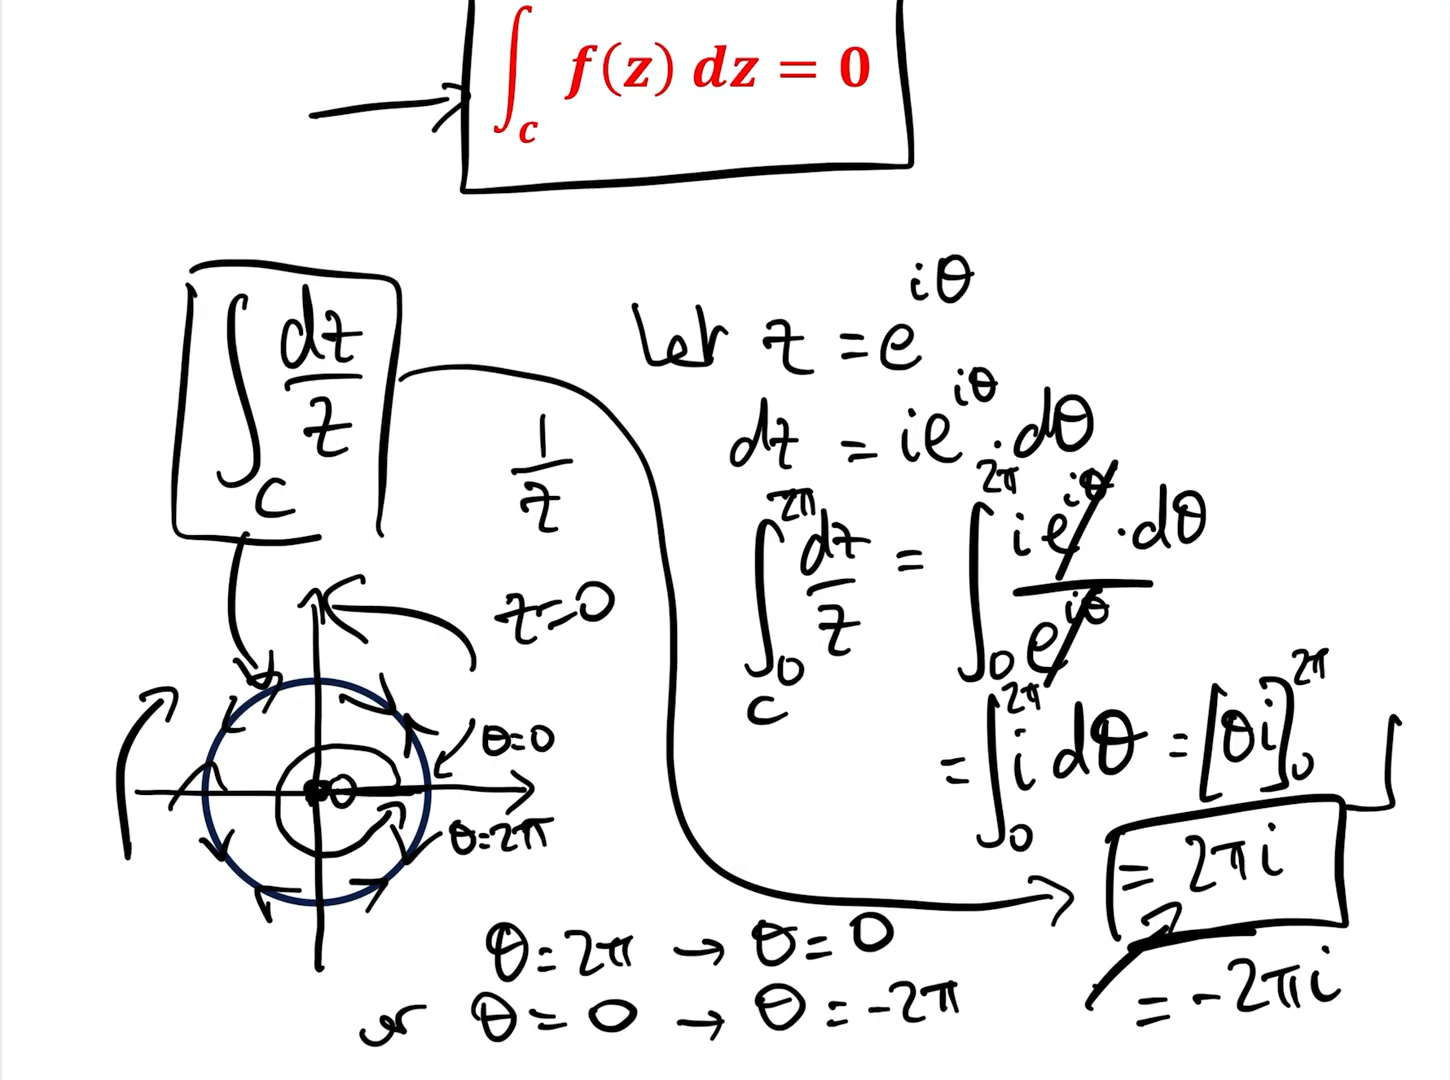 ∫_c f(z) dz = 0
∫_C dz/z
Let z = e^{iθ}
1/z
dz = ie^{iθ} · dθ
z=0
∫_0^{2π} dz/z = ∫_0^{2π} ie^{iθ}/e^{iθ} · dθ
C
= ∫_0^{2π} i dθ = [θi]_0^{2π}
θ=0
0
θ=2π
= 2πi
θ=2π → θ=0
or θ=0 → θ=-2π
= -2πi